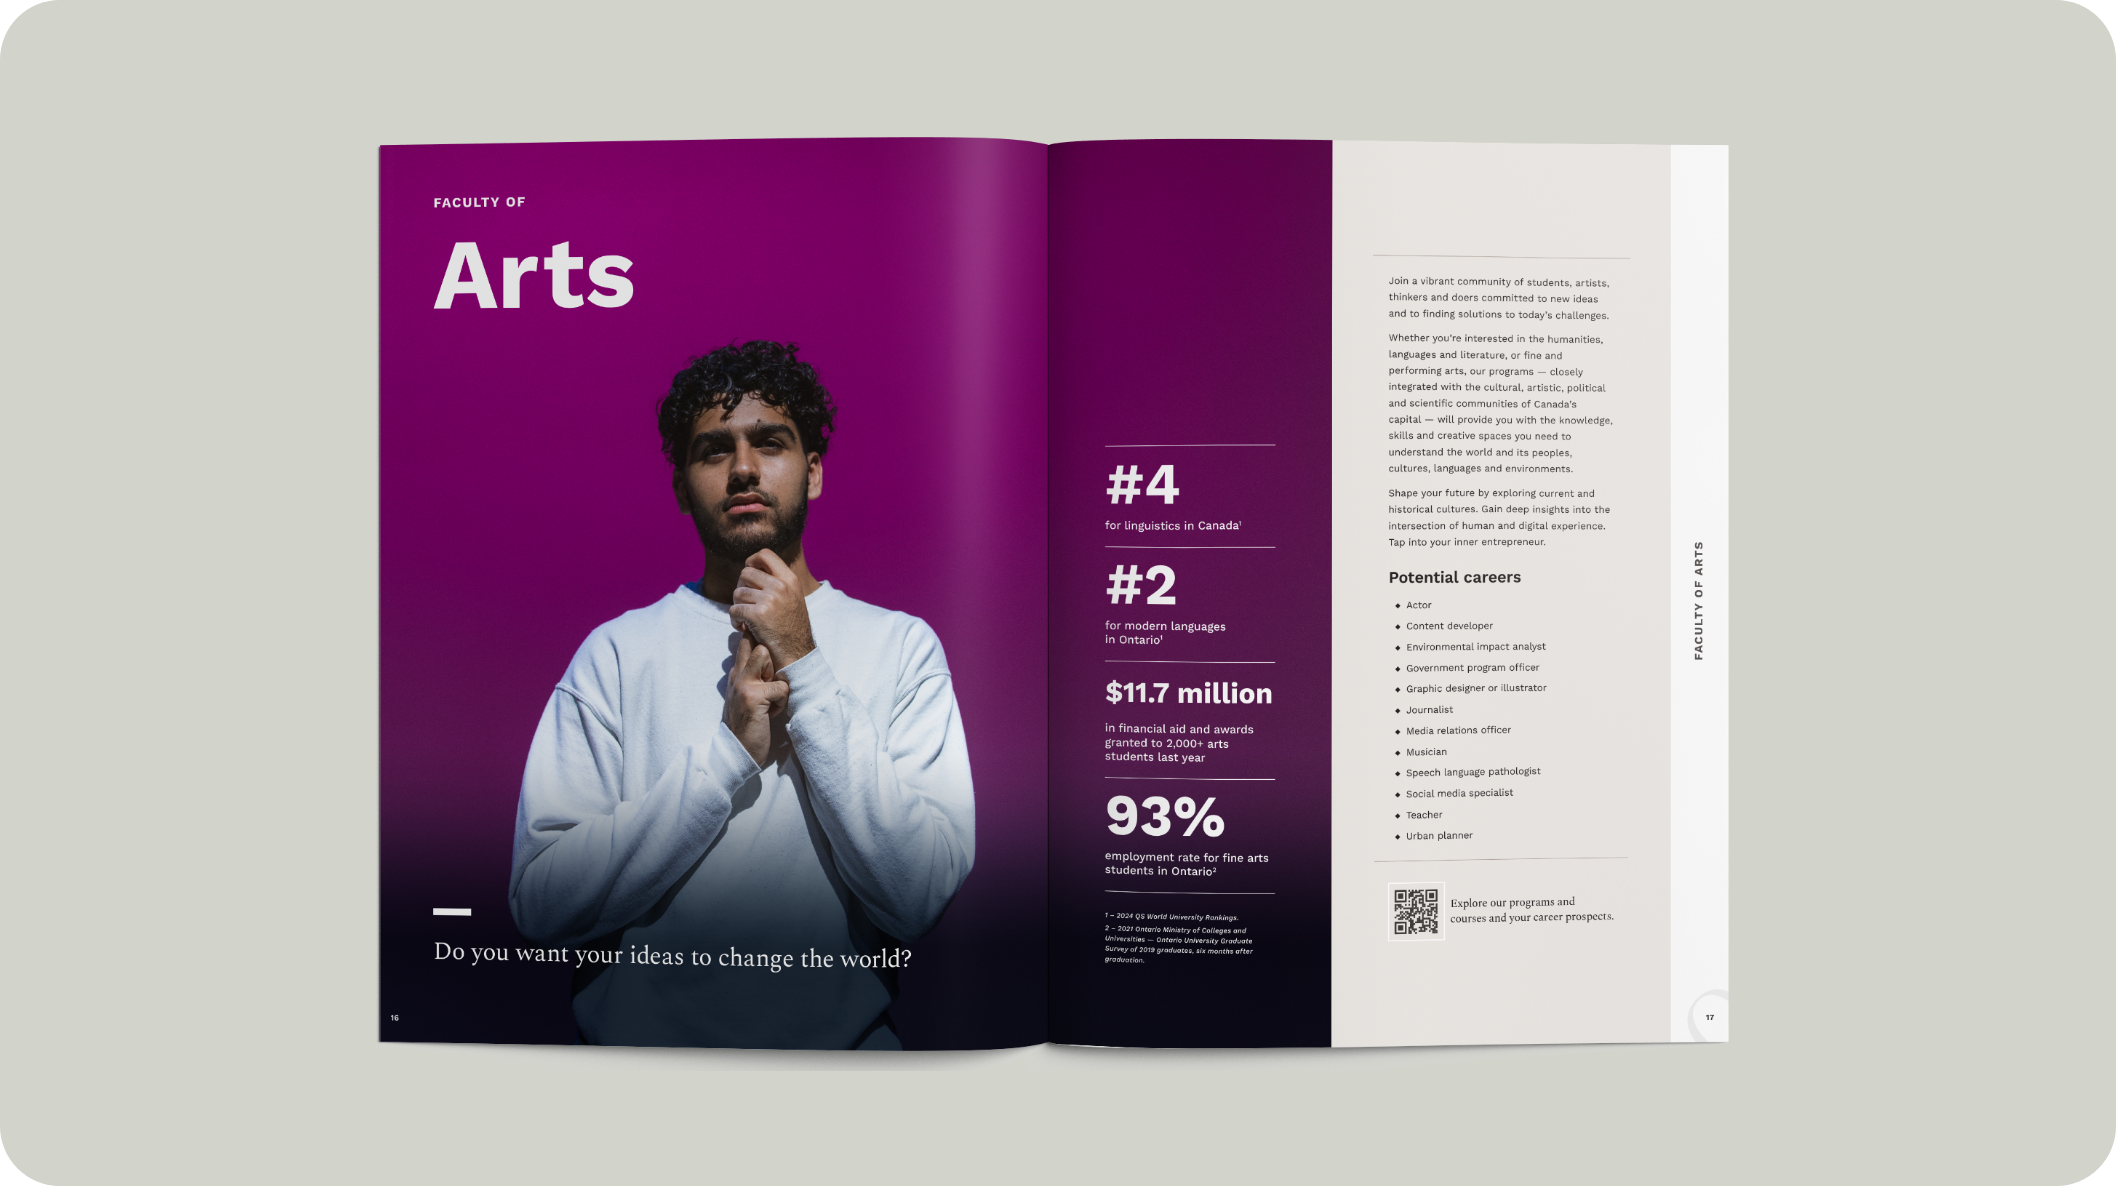 FACULTY OF
Arts
Do you want your ideas to change the world?
16
#4
for linguistics in Canada¹
#2
for modern languages
in Ontario¹
$11.7 million
in financial aid and awards
granted to 2,000+ arts
students last year
93%
employment rate for fine arts
students in Ontario²
1 – 2024 QS World University Rankings.
2 – 2021 Ontario Ministry of Colleges and
Universities — Ontario University Graduate
Survey of 2019 graduates, six months after
graduation.
Join a vibrant community of students, artists,
thinkers and doers committed to new ideas
and to finding solutions to today's challenges.
Whether you're interested in the humanities,
languages and literature, or fine and
performing arts, our programs — closely
integrated with the cultural, artistic, political
and scientific communities of Canada's
capital — will provide you with the knowledge,
skills and creative spaces you need to
understand the world and its peoples,
cultures, languages and environments.
Shape your future by exploring current and
historical cultures. Gain deep insights into the
intersection of human and digital experience.
Tap into your inner entrepreneur.
Potential careers
◆ Actor
◆ Content developer
◆ Environmental impact analyst
◆ Government program officer
◆ Graphic designer or illustrator
◆ Journalist
◆ Media relations officer
◆ Musician
◆ Speech language pathologist
◆ Social media specialist
◆ Teacher
◆ Urban planner
Explore our programs and
courses and your career prospects.
FACULTY OF ARTS
17